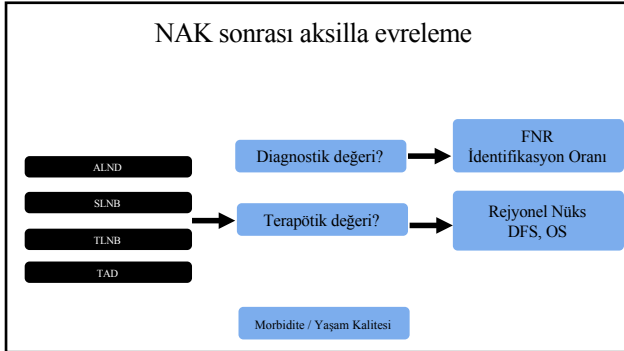 NAK sonrası aksilla evreleme
ALND
SLNB
TLNB
TAD
Diagnostik değeri?
FNR
İdentifikasyon Oranı
Terapötik değeri?
Rejyonel Nüks
DFS, OS
Morbidite / Yaşam Kalitesi